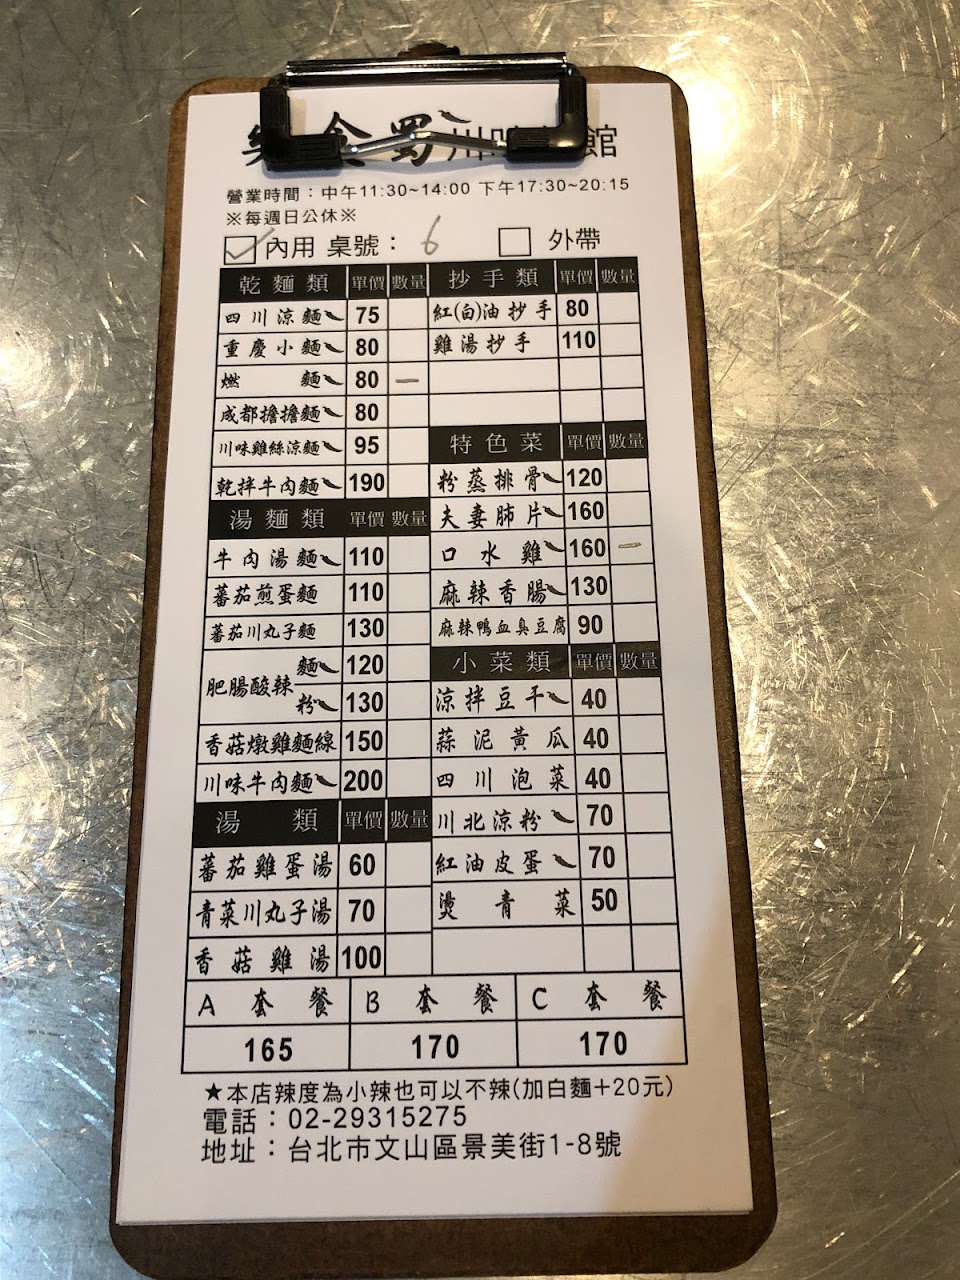 食蜀 川 館
營業時間：中午11:30~14:00 下午17:30~20:15
※每週日公休※
內用 桌號： 6 外帶
乾麵類 單價 數量
四川涼麵 75
重慶小麵 80
燃麵 80 一
成都擔擔麵 80
川味雞絲涼麵 95
乾拌牛肉麵 190
湯麵類 單價 數量
牛肉湯麵 110
蕃茄煎蛋麵 110
蕃茄川丸子麵 130
肥腸酸辣 麵 120
粉 130
香菇燉雞麵線 150
川味牛肉麵 200
湯類 單價 數量
蕃茄雞蛋湯 60
青菜川丸子湯 70
香菇雞湯 100
抄手類 單價 數量
紅(白)油抄手 80
雞湯抄手 110
特色菜 單價 數量
粉蒸排骨 120
夫妻肺片 160
口水雞 160 一
麻辣香腸 130
麻辣鴨血臭豆腐 90
小菜類 單價 數量
涼拌豆干 40
蒜泥黃瓜 40
四川泡菜 40
川北涼粉 70
紅油皮蛋 70
燙青菜 50
A套餐 B套餐 C套餐
165 170 170
★本店辣度為小辣也可以不辣(加白麵+20元)
電話：02-29315275
地址：台北市文山區景美街1-8號